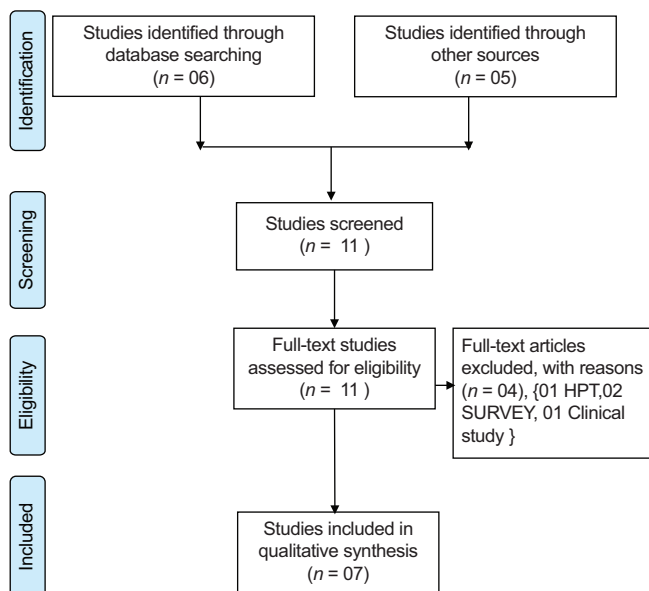 Identification
Studies identified through
database searching
(n = 06)
Studies identified through
other sources
(n = 05)
Screening
Studies screened
(n = 11 )
Eligibility
Full-text studies
assessed for eligibility
(n = 11 )
Full-text articles
excluded, with reasons
(n = 04), {01 HPT,02
SURVEY, 01 Clinical
study }
Included
Studies included in
qualitative synthesis
(n = 07)